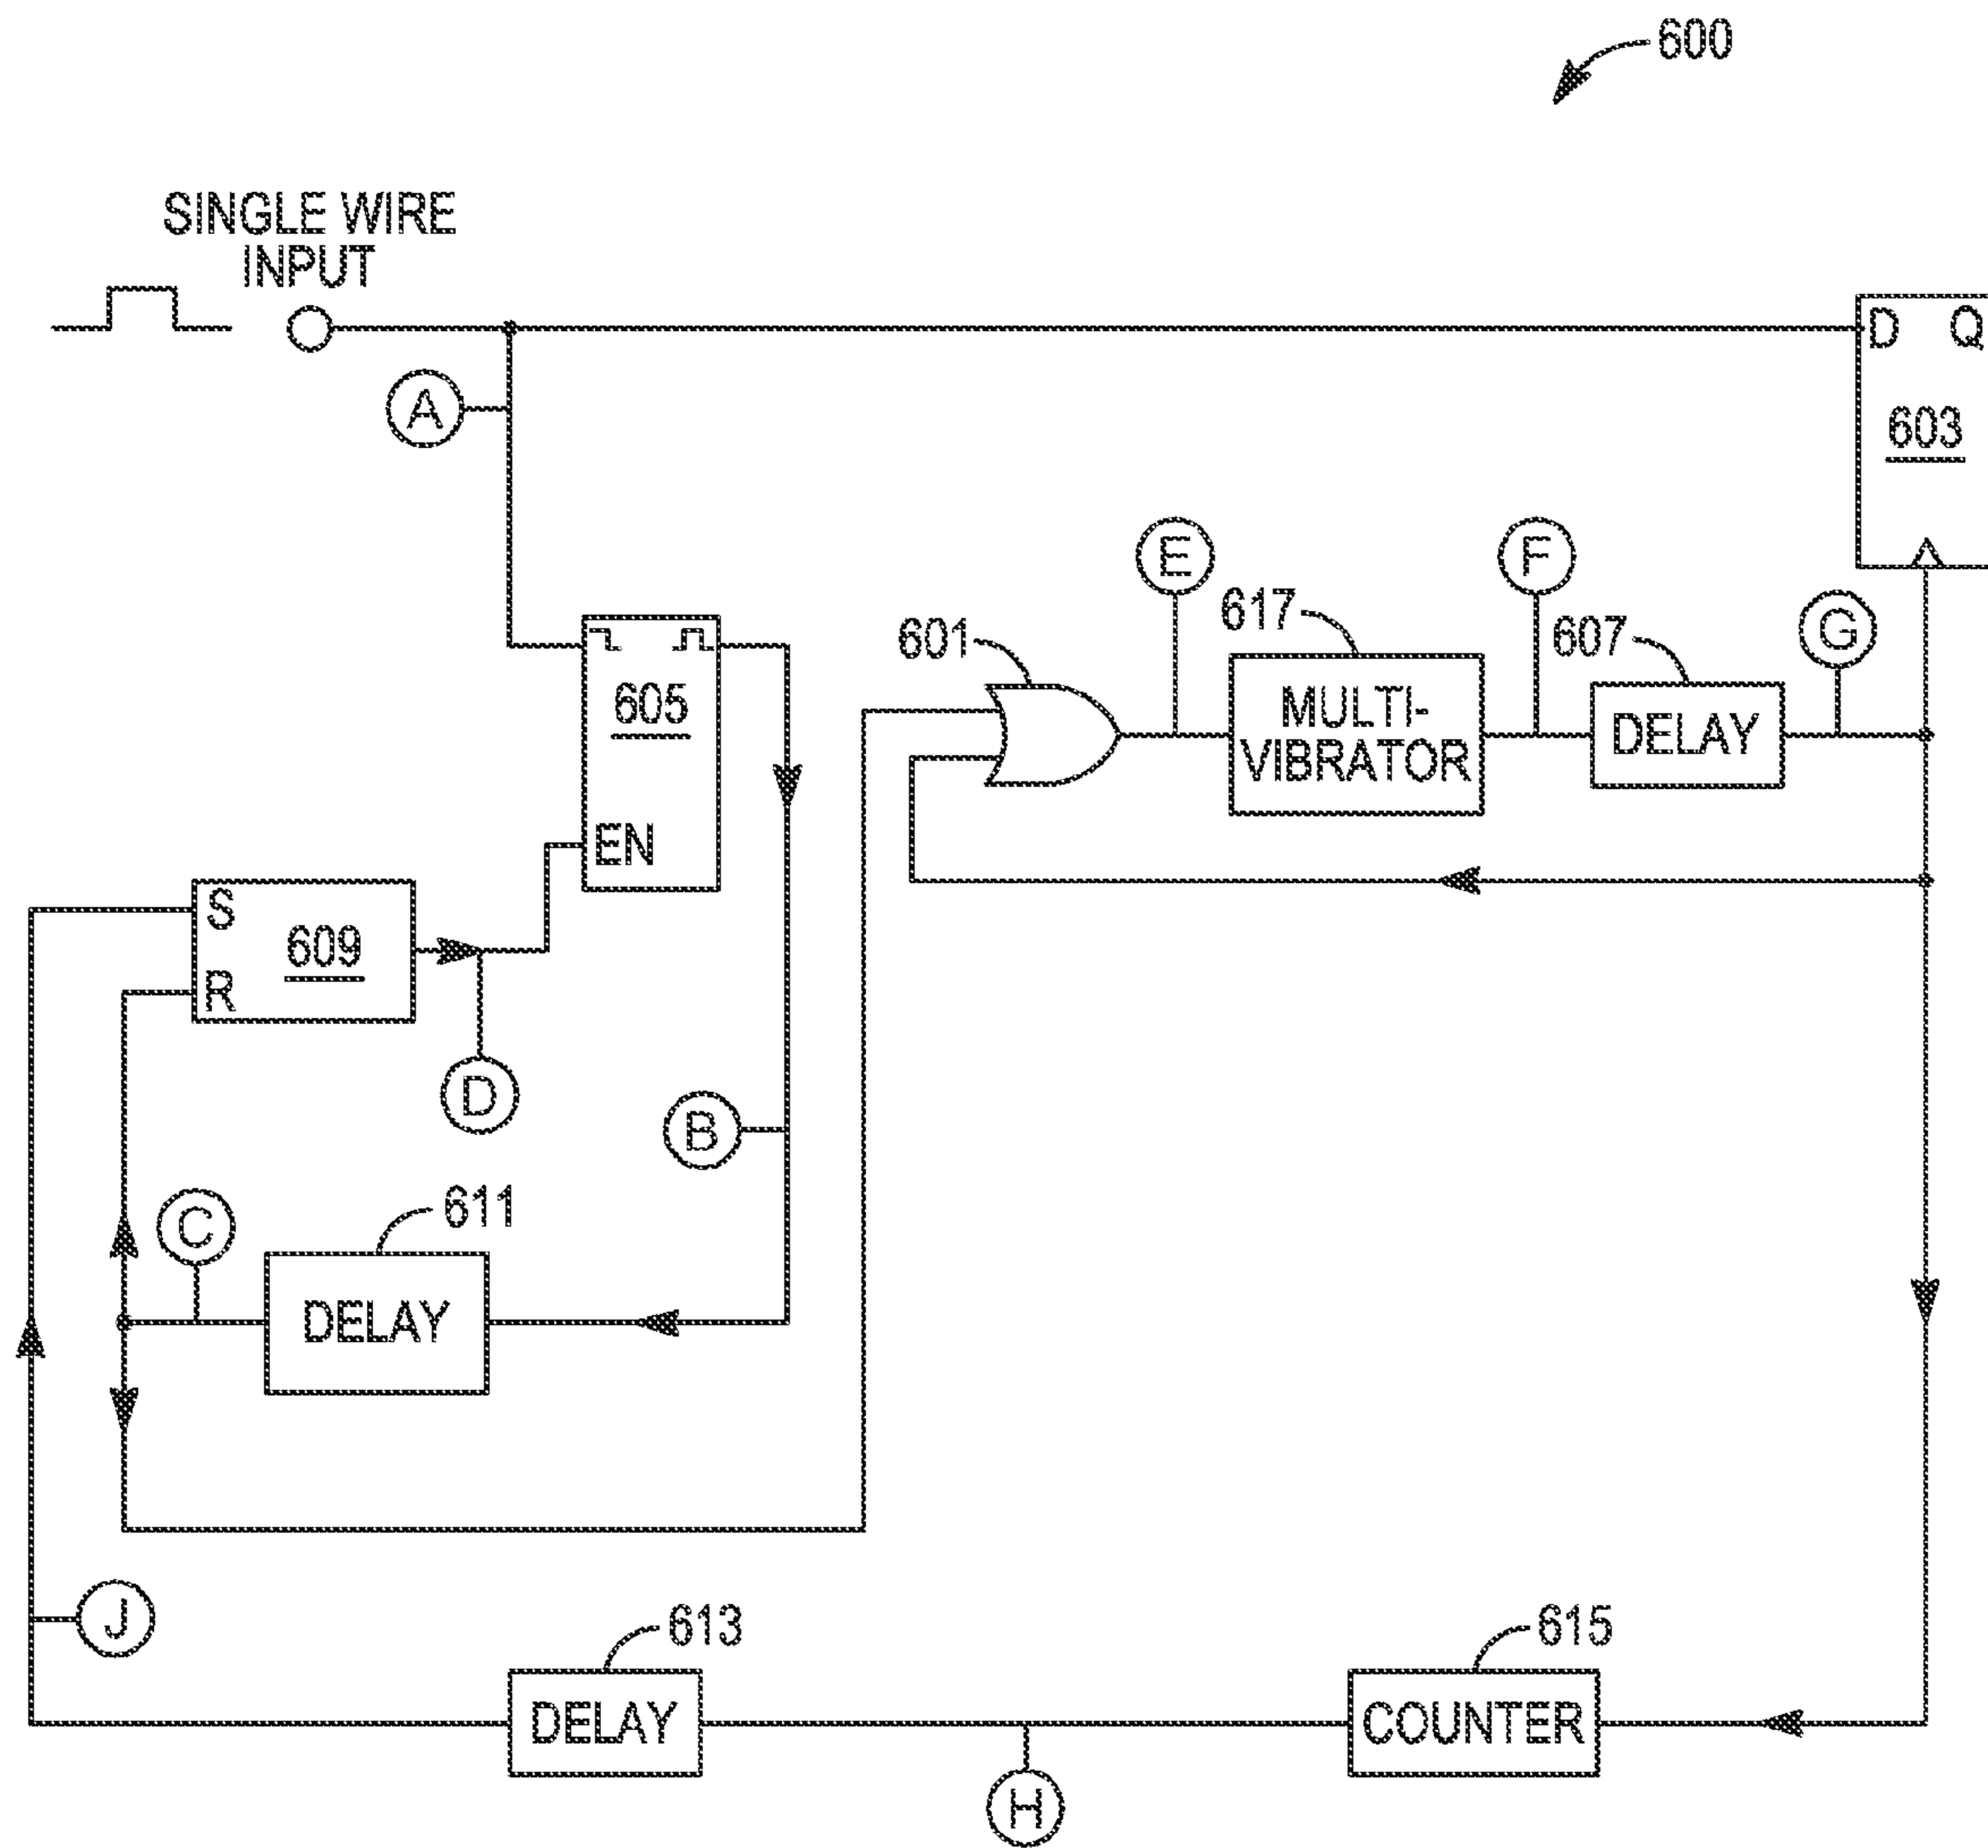 600
SINGLE WIRE
INPUT
D Q
603
A
E
F
G
601
617
607
605
MULTI-
VIBRATOR
DELAY
EN
S
609
R
D
B
C
611
DELAY
J
613
615
DELAY
COUNTER
H